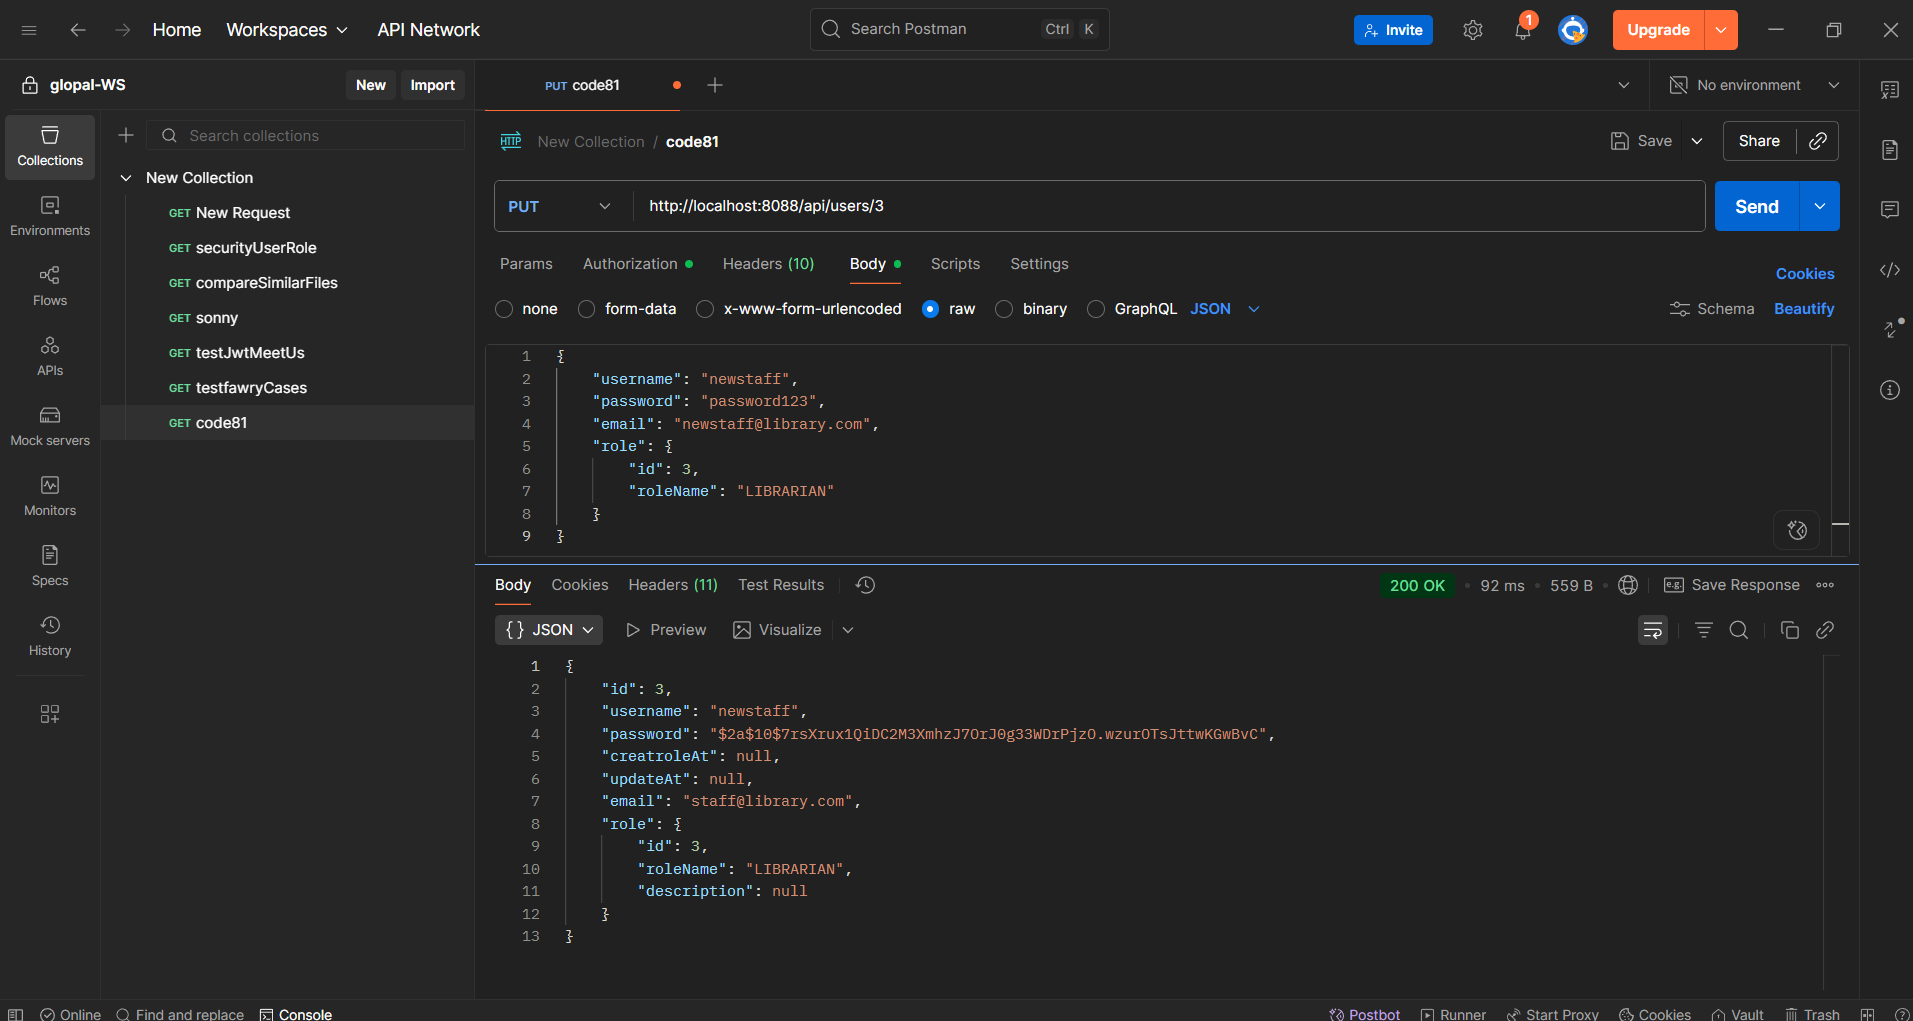 Home Workspaces API Network Search Postman Ctrl K Invite 1 Upgrade
glopal-WS New Import
PUT code81 No environment
Collections
Environments
Flows
APIs
Mock servers
Monitors
Specs
History
Search collections
New Collection
GET New Request
GET securityUserRole
GET compareSimilarFiles
GET sonny
GET testJwtMeetUs
GET testfawryCases
GET code81
HTTP New Collection / code81 Save Share
PUT http://localhost:8088/api/users/3 Send
Params Authorization Headers (10) Body Scripts Settings Cookies
none form-data x-www-form-urlencoded raw binary GraphQL JSON Schema Beautify
1 {
2 "username": "newstaff",
3 "password": "password123",
4 "email": "newstaff@library.com",
5 "role": {
6 "id": 3,
7 "roleName": "LIBRARIAN"
8 }
9 }
Body Cookies Headers (11) Test Results 200 OK • 92 ms • 559 B e.g. Save Response
{} JSON Preview Visualize
1 {
2 "id": 3,
3 "username": "newstaff",
4 "password": "$2a$10$7rsXrux1QiDC2M3XmhzJ7OrJ0g33WDrPjzO.wzurOTsJttwKGwBvC",
5 "creatroleAt": null,
6 "updateAt": null,
7 "email": "staff@library.com",
8 "role": {
9 "id": 3,
10 "roleName": "LIBRARIAN",
11 "description": null
12 }
13 }
Online Find and replace Console Postbot Runner Start Proxy Cookies Vault Trash